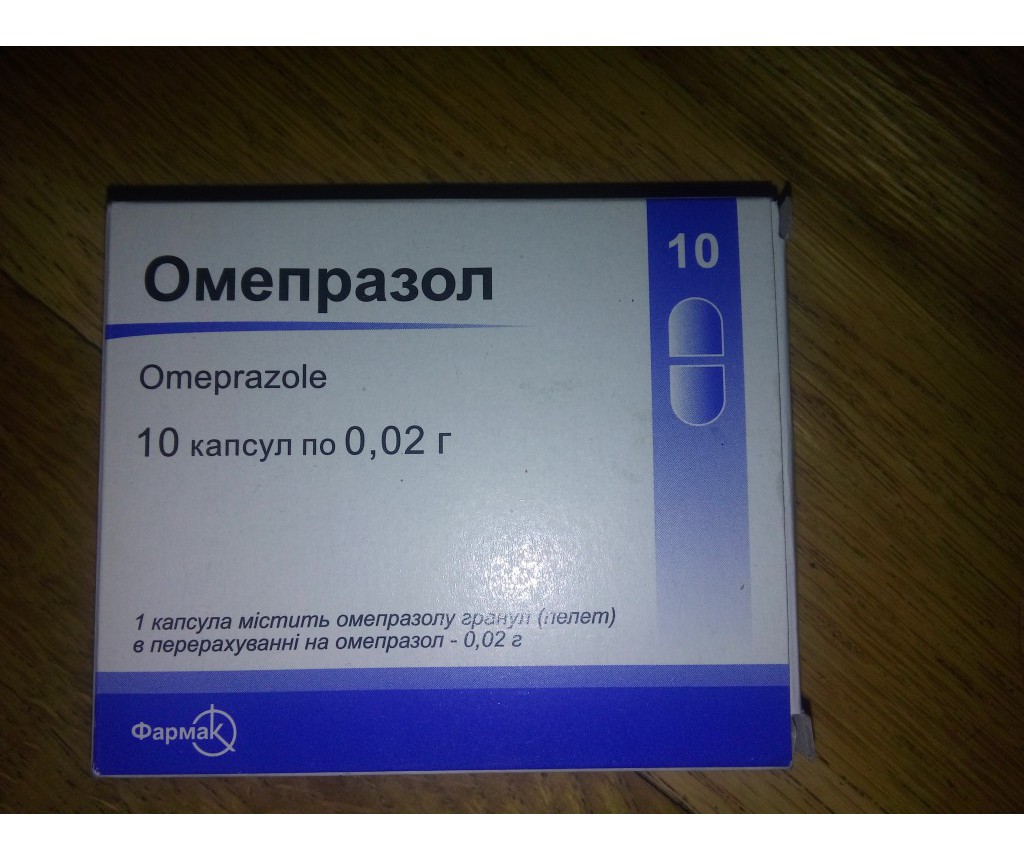 Омепразол
Omeprazole
10 капсул по 0,02 г
1 капсула містить омепразолу гранул (пелет)
в перерахуванні на омепразол - 0,02 г
Фармак
10